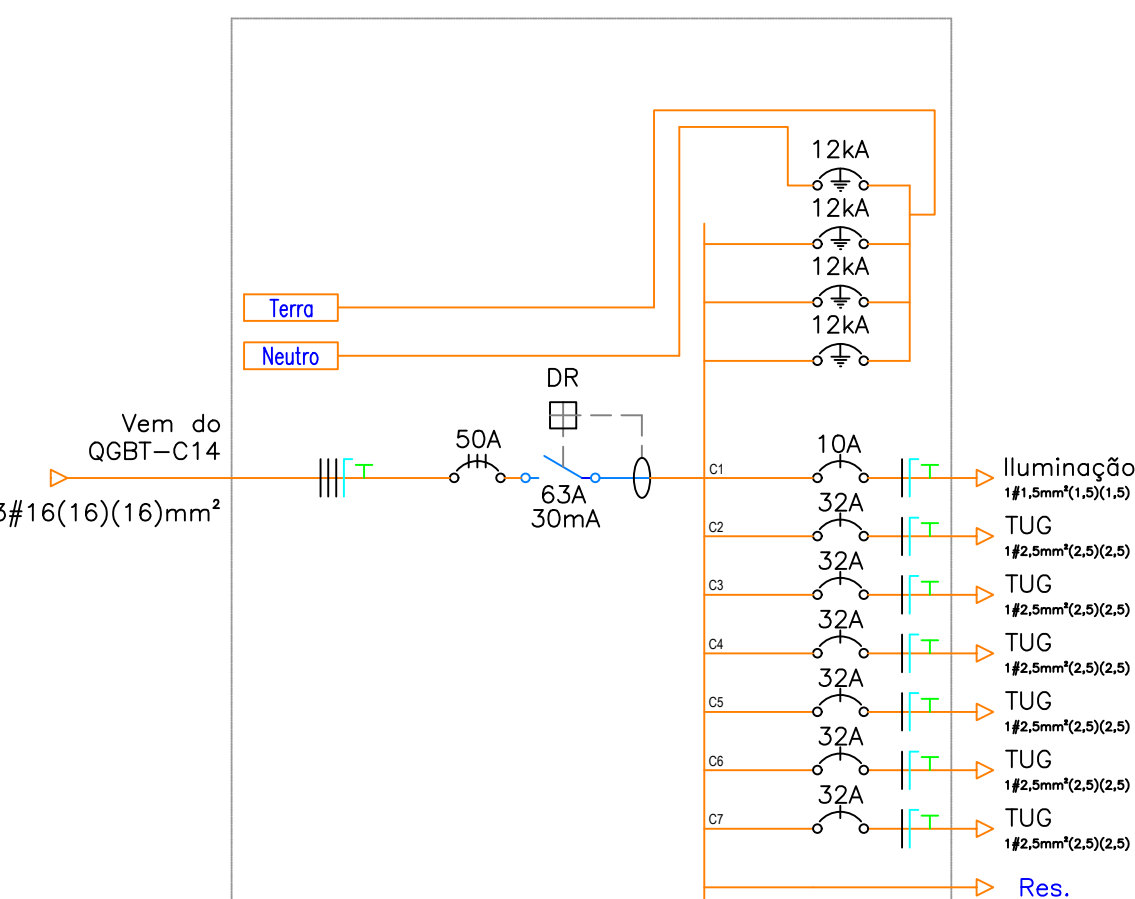 12kA
12kA
12kA
12kA
Terra
Neutro
DR
Vem do
QGBT-C14
3#16(16)(16)mm²
50A
63A
30mA
C1
10A
Iluminação
1#1,5mm²(1,5)(1,5)
C2
32A
TUG
1#2,5mm²(2,5)(2,5)
C3
32A
TUG
1#2,5mm²(2,5)(2,5)
C4
32A
TUG
1#2,5mm²(2,5)(2,5)
C5
32A
TUG
1#2,5mm²(2,5)(2,5)
C6
32A
TUG
1#2,5mm²(2,5)(2,5)
C7
32A
TUG
1#2,5mm²(2,5)(2,5)
Res.